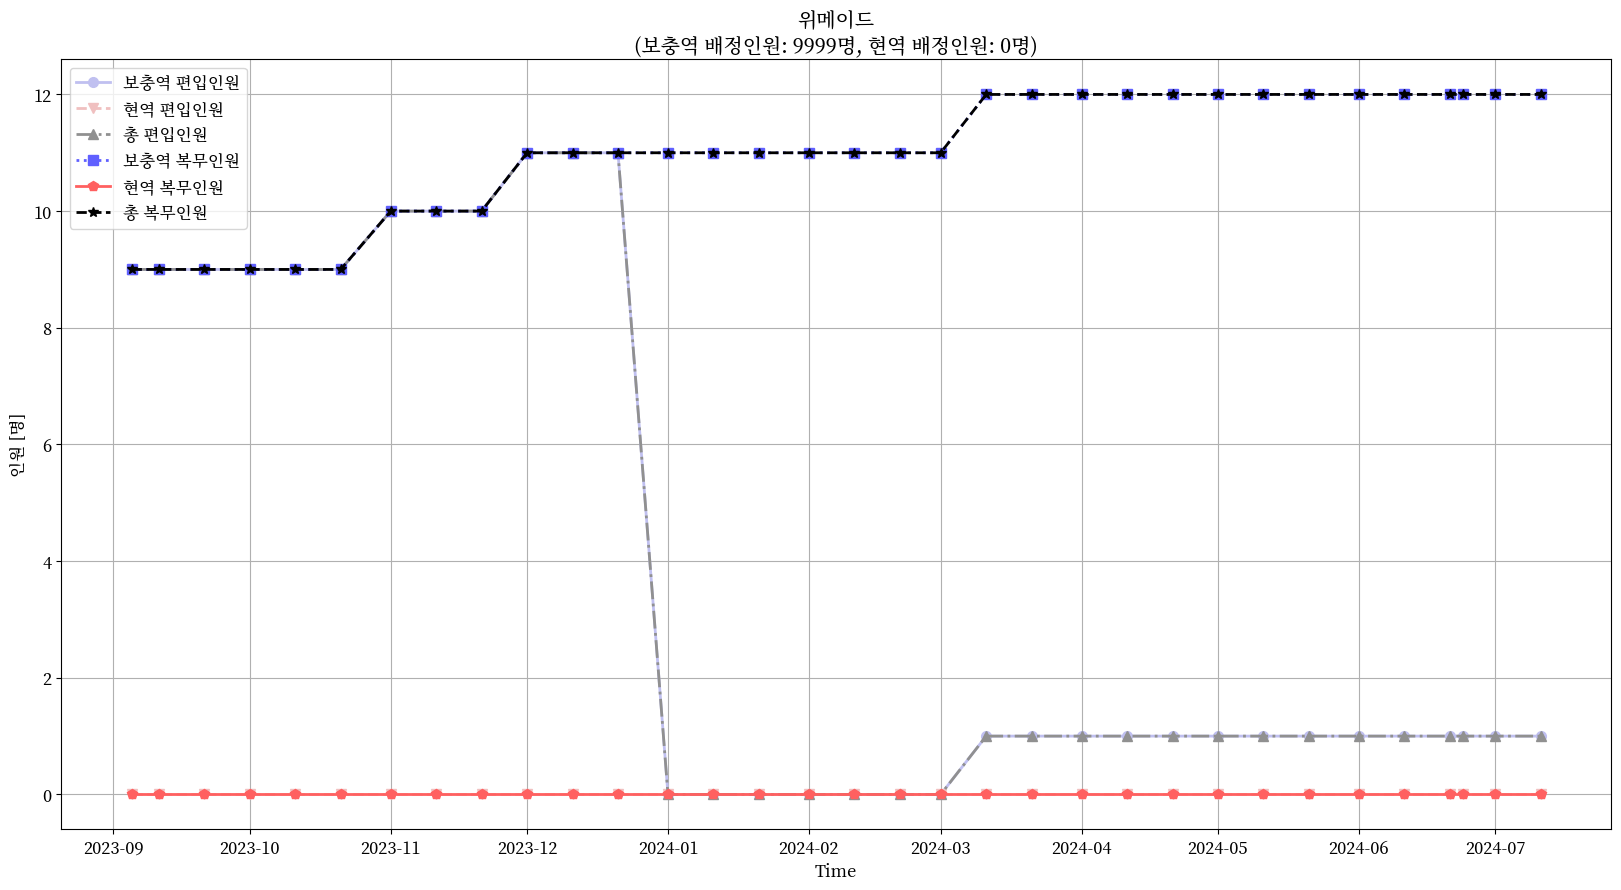 위메이드
(보충역 배정인원: 9999명, 현역 배정인원: 0명)
보충역 편입인원
현역 편입인원
총 편입인원
보충역 복무인원
현역 복무인원
총 복무인원
12
10
8
6
4
2
0
인원 [명]
2023-09
2023-10
2023-11
2023-12
2024-01
2024-02
2024-03
2024-04
2024-05
2024-06
2024-07
Time